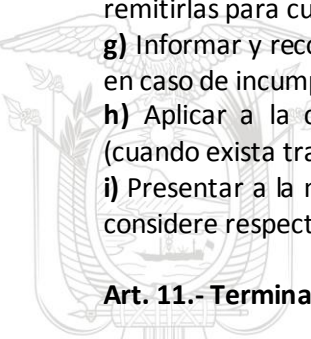 remitirlas para cu
g) Informar y reco
en caso de incump
h) Aplicar a la c
(cuando exista tra
i) Presentar a la r
considere respect
Art. 11.- Termina